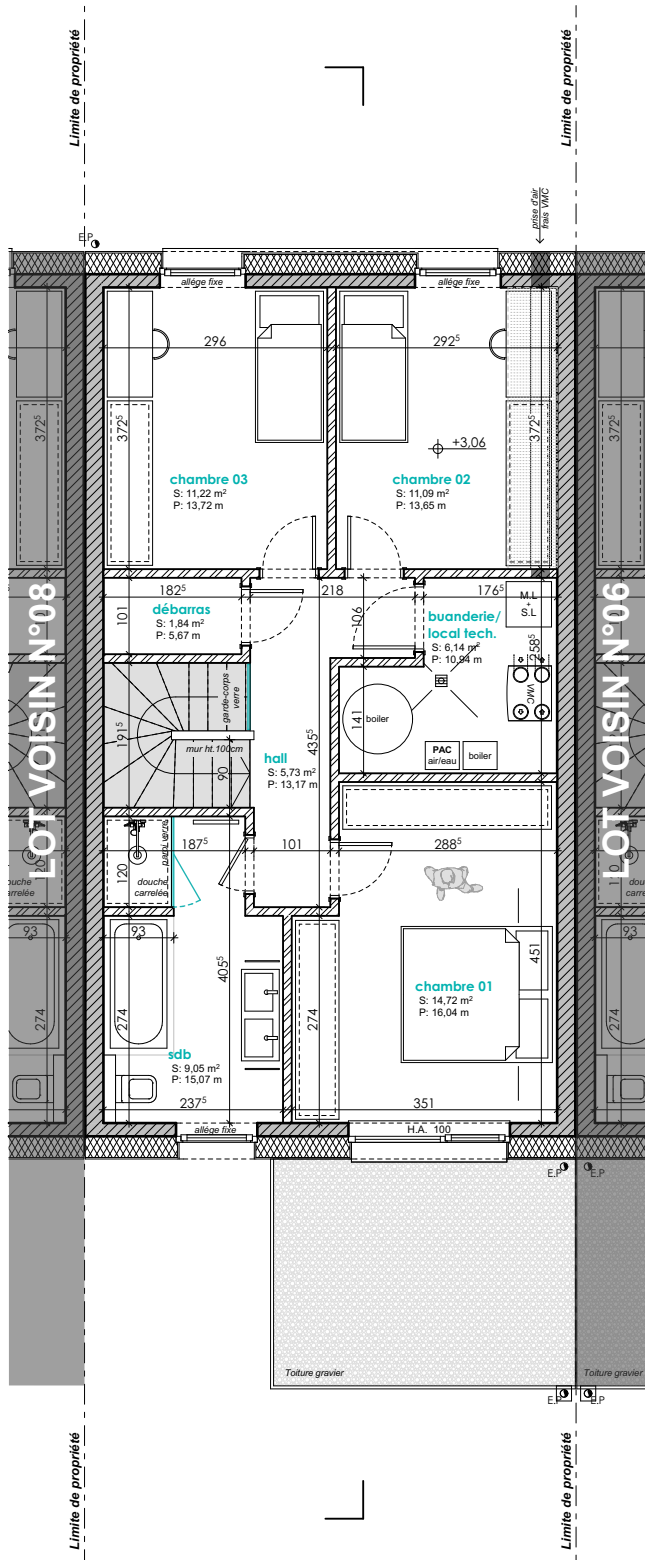 Limite de propriété
Limite de propriété
E.P
prise d'air
frais VMC
allége fixe
allége fixe
296
292⁵
372⁵
372⁵
372⁵
372⁵
+3,06
chambre 03
S: 11,22 m²
P: 13,72 m
chambre 02
S: 11,09 m²
P: 13,65 m
182⁵
218
176⁵
M.L
+
S.L
101
débarras
S: 1,84 m²
P: 5,67 m
106
buanderie/
local tech.
S: 6,14 m²
P: 10,94 m
258⁵
LOT VOISIN N°08
LOT VOISIN N°06
garde-corps
verre
191⁵
mur ht.100cm
90
435⁵
141
boiler
VMC
PAC
air/eau
boiler
hall
S: 5,73 m²
P: 13,17 m
187⁵
101
288⁵
paroi verre
120
douche
carrelée
douche
carrelée
93
93
405⁵
451
274
274
274
274
chambre 01
S: 14,72 m²
P: 16,04 m
sdb
S: 9,05 m²
P: 15,07 m
237⁵
351
allége fixe
H.A. 100
E.P
E.P
Toiture gravier
Toiture gravier
E.P
E.P
Limite de propriété
Limite de propriété